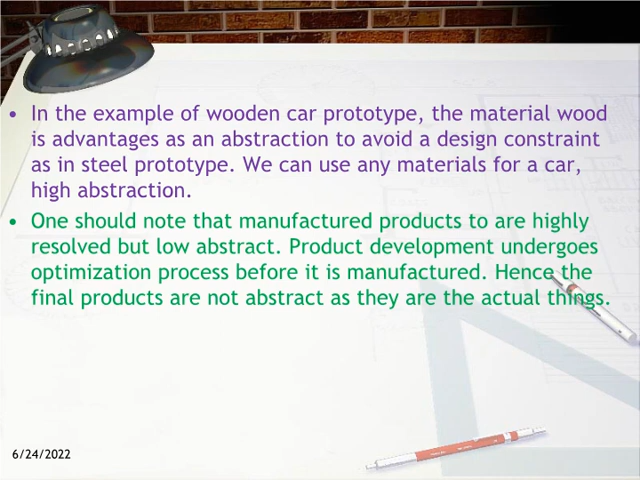 • In the example of wooden car prototype, the material wood
is advantages as an abstraction to avoid a design constraint
as in steel prototype. We can use any materials for a car,
high abstraction.
• One should note that manufactured products to are highly
resolved but low abstract. Product development undergoes
optimization process before it is manufactured. Hence the
final products are not abstract as they are the actual things.
6/24/2022